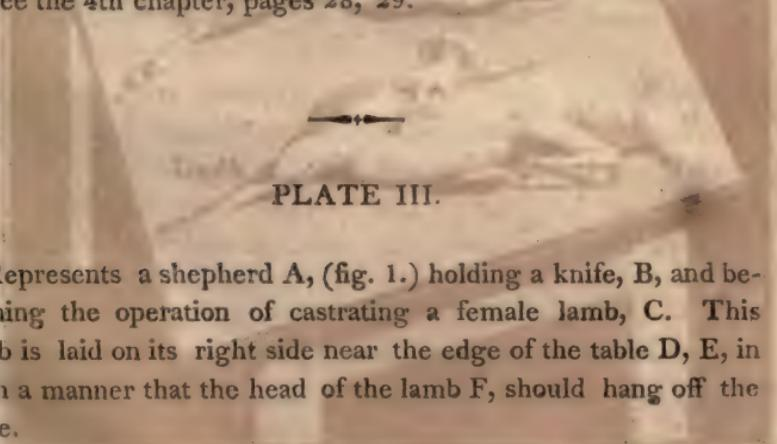 ee the 4th chapter, pages 28, 29.
PLATE III.
epresents a shepherd A, (fig. 1.) holding a knife, B, and be-
ning the operation of castrating a female lamb, C. This
b is laid on its right side near the edge of the table D, E, in
a manner that the head of the lamb F, should hang off the
e.